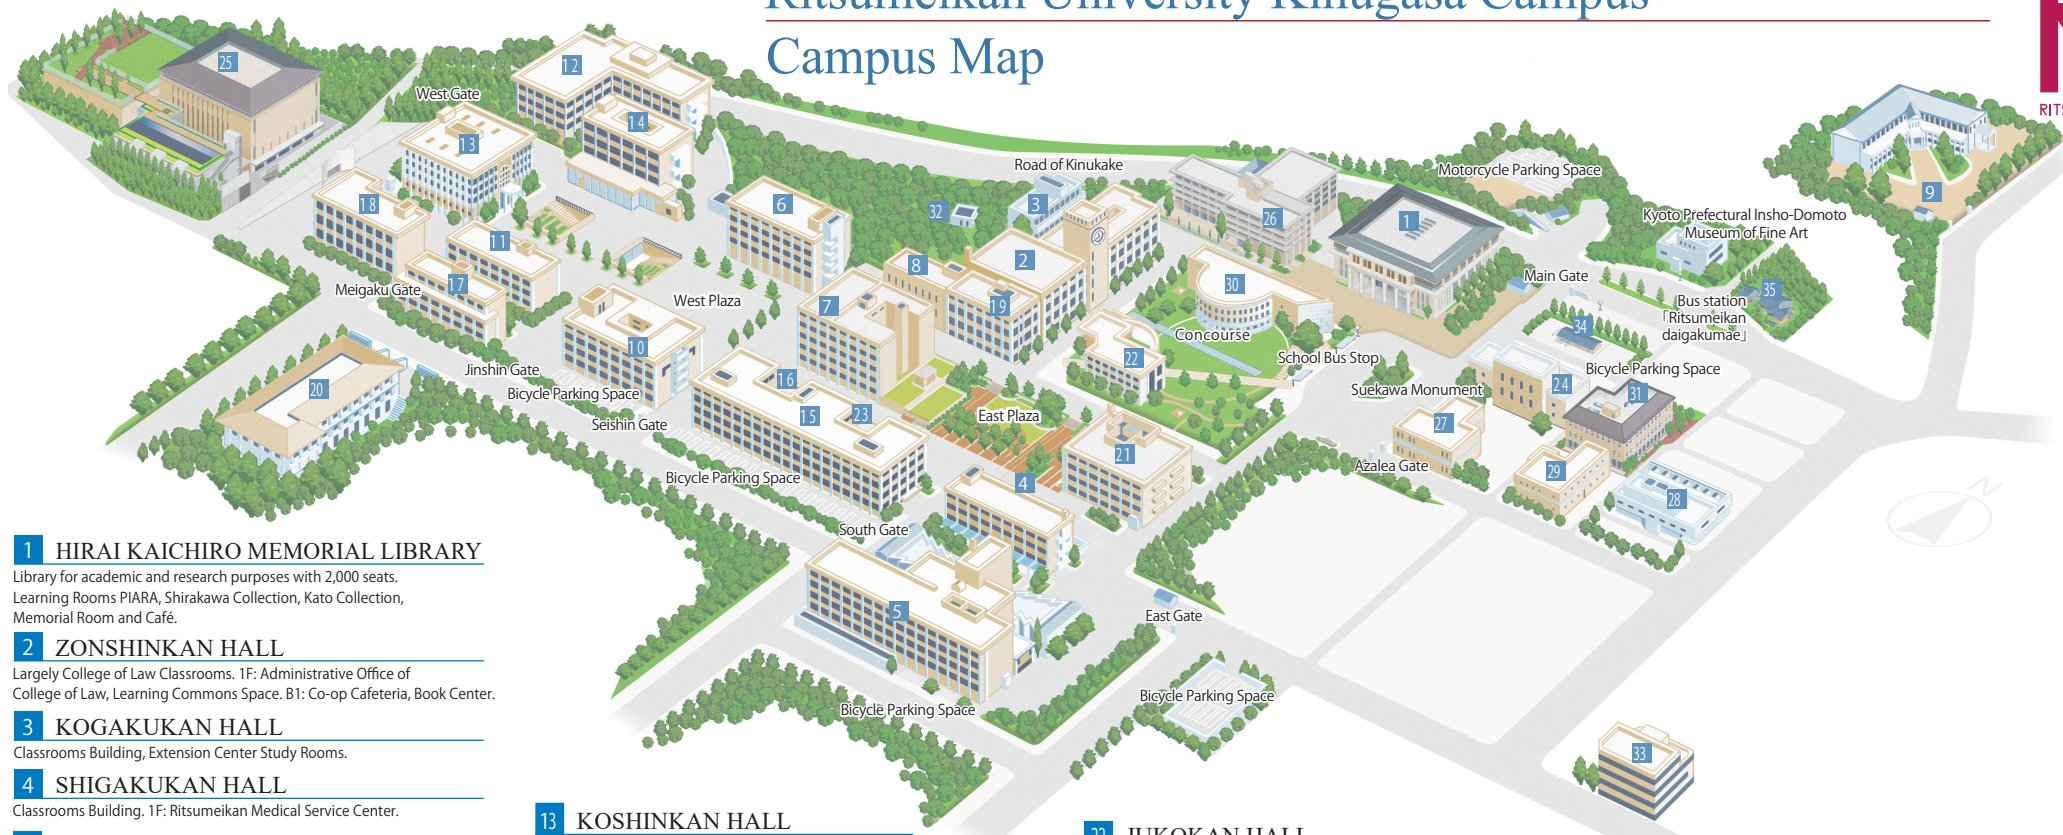 Ritsumeikan University Kinugasa Campus
Campus Map
RITS
25
12
West Gate
14
13
Road of Kinukake
Motorcycle Parking Space
18
6
32
3
26
1
9
Kyoto Prefectural Insho-Domoto
Museum of Fine Art
11
8
2
17
Meigaku Gate
West Plaza
7
19
30
Main Gate
35
Bus station
「Ritsumeikan
daigakumae」
34
10
Concourse
22
School Bus Stop
Jinshin Gate
Bicycle Parking Space
16
20
Bicycle Parking Space
Suekawa Monument
24
31
15
23
East Plaza
Seishin Gate
27
21
Azalea Gate
29
Bicycle Parking Space
4
28
South Gate
5
East Gate
Bicycle Parking Space
Bicycle Parking Space
33
1 HIRAI KAICHIRO MEMORIAL LIBRARY
Library for academic and research purposes with 2,000 seats.
Learning Rooms PIARA, Shirakawa Collection, Kato Collection,
Memorial Room and Café.
2 ZONSHINKAN HALL
Largely College of Law Classrooms. 1F: Administrative Office of
College of Law, Learning Commons Space. B1: Co-op Cafeteria, Book Center.
3 KOGAKUKAN HALL
Classrooms Building, Extension Center Study Rooms.
4 SHIGAKUKAN HALL
Classrooms Building. 1F: Ritsumeikan Medical Service Center.
13 KOSHINKAN HALL
22 JUKOKAN HALL